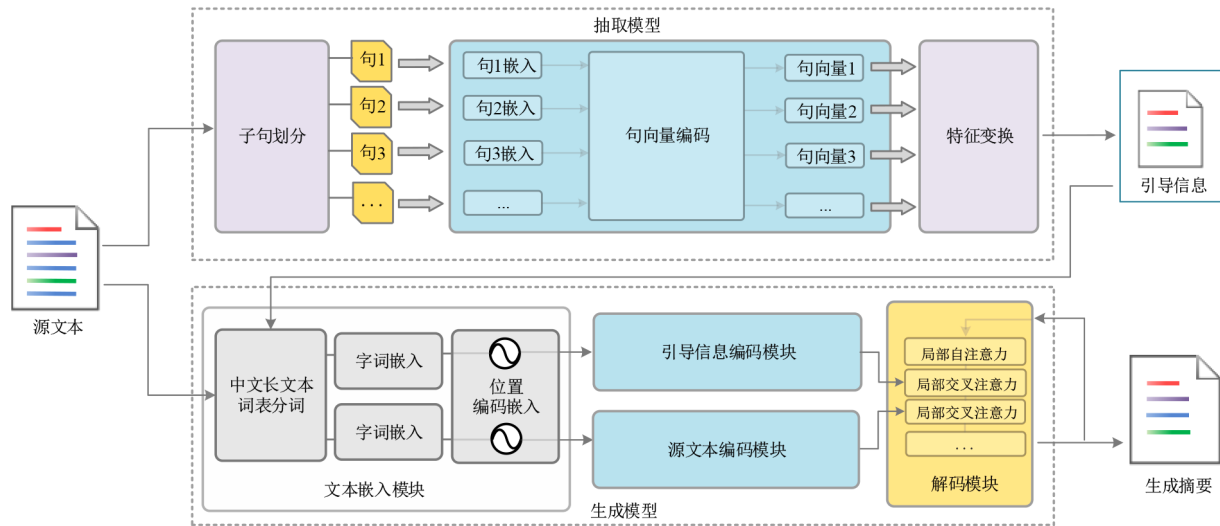 抽取模型
子句划分
句1
句2
句3
...
句1嵌入
句2嵌入
句3嵌入
...
句向量编码
句向量1
句向量2
句向量3
...
特征变换
引导信息
源文本
中文长文本
词表分词
字词嵌入
字词嵌入
位置
编码嵌入
文本嵌入模块
引导信息编码模块
源文本编码模块
局部自注意力
局部交叉注意力
局部交叉注意力
...
解码模块
生成模型
生成摘要